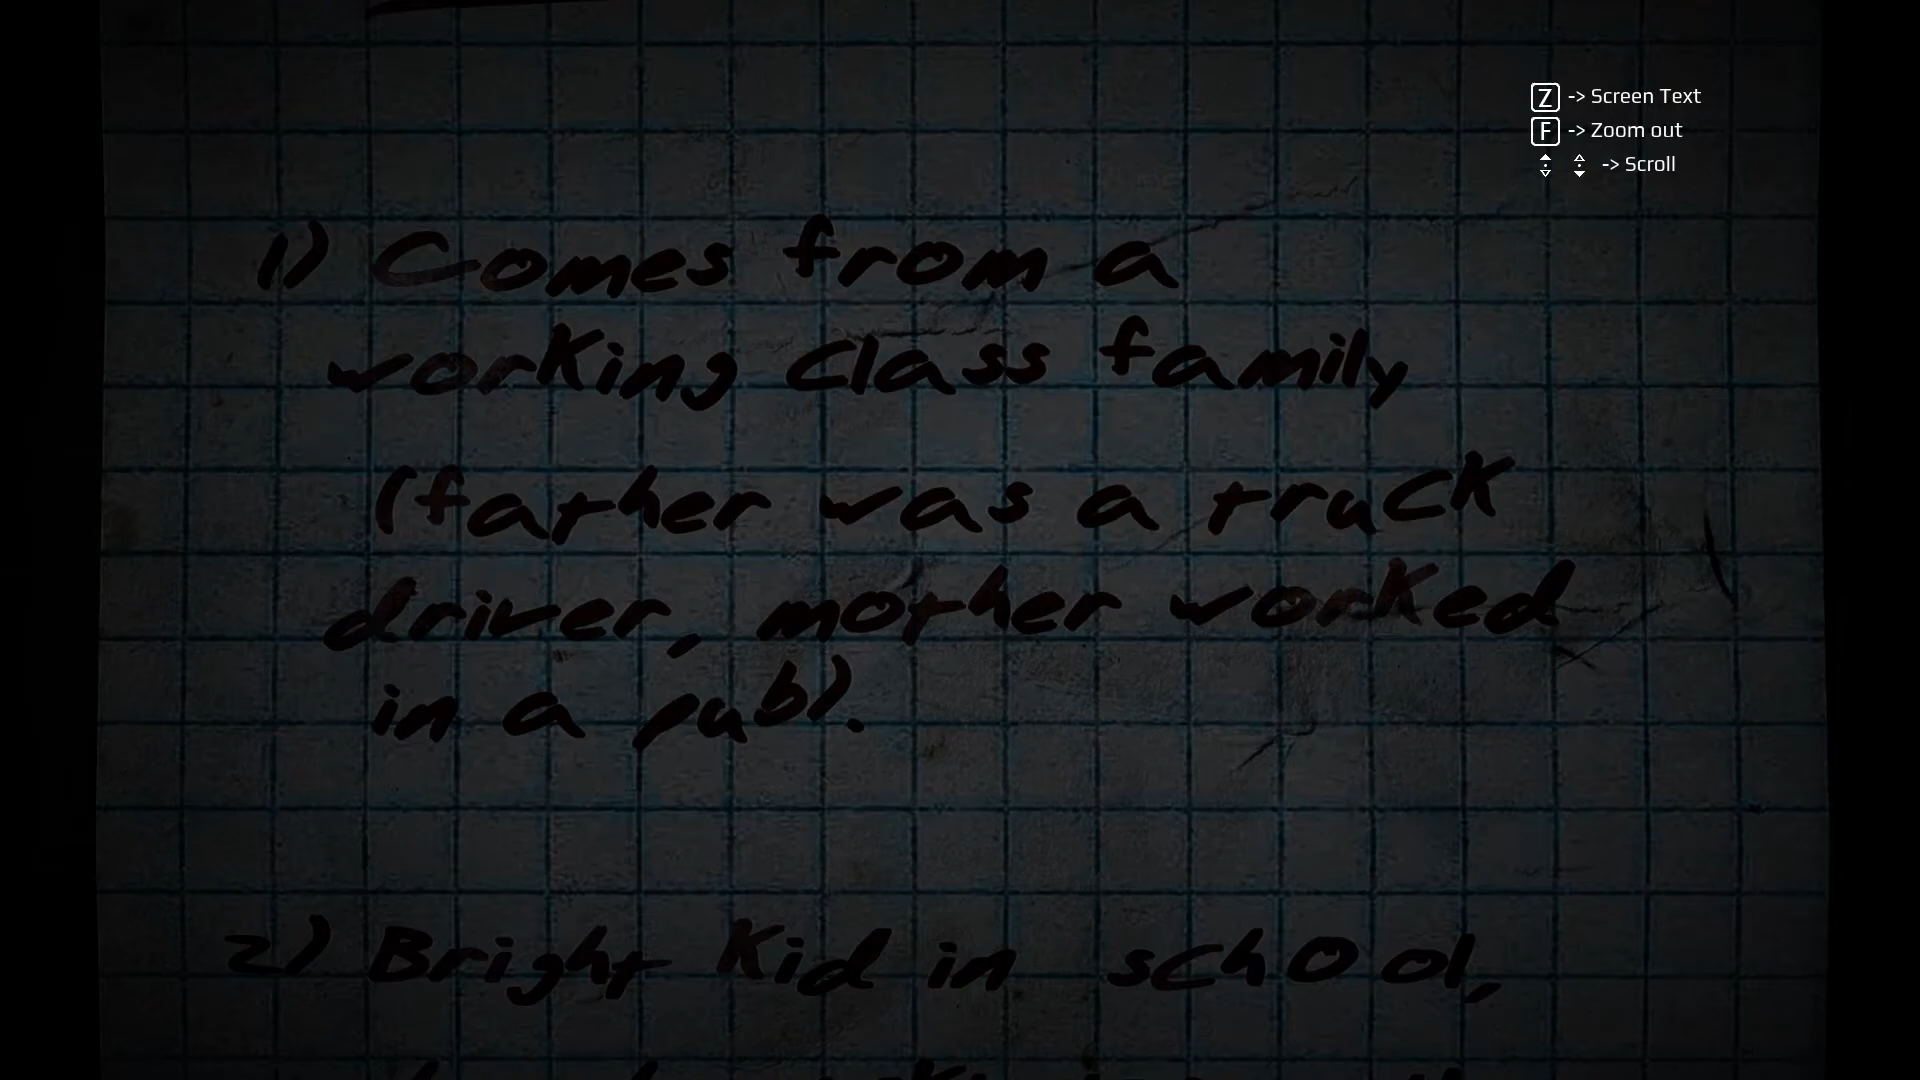 Z -> Screen Text
F -> Zoom out
-> Scroll
1) Comes from a
working class family
(father was a truck
driver, mother worked
in a pub).
2) Bright kid in school,